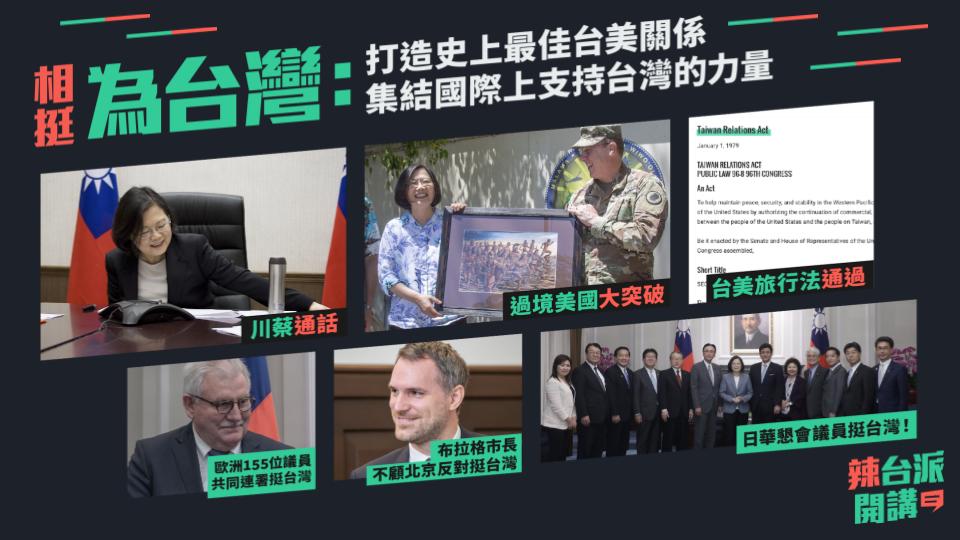 相挺
為台灣：
打造史上最佳台美關係
集結國際上支持台灣的力量
川蔡通話
過境美國大突破
Taiwan Relations Act
January 1, 1979
TAIWAN RELATIONS ACT
PUBLIC LAW 96-8 96TH CONGRESS
An Act
To help maintain peace, security, and stability in the Western Pacific
of the United States by authorizing the continuation of commercial,
between the people of the United States and the people on Taiwan,
Be it enacted by the Senate and House of Representatives of the Un
Congress assembled,
Short Title
台美旅行法通過
歐洲155位議員
共同連署挺台灣
布拉格市長
不顧北京反對挺台灣
日華懇會議員挺台灣！
辣台派
開講